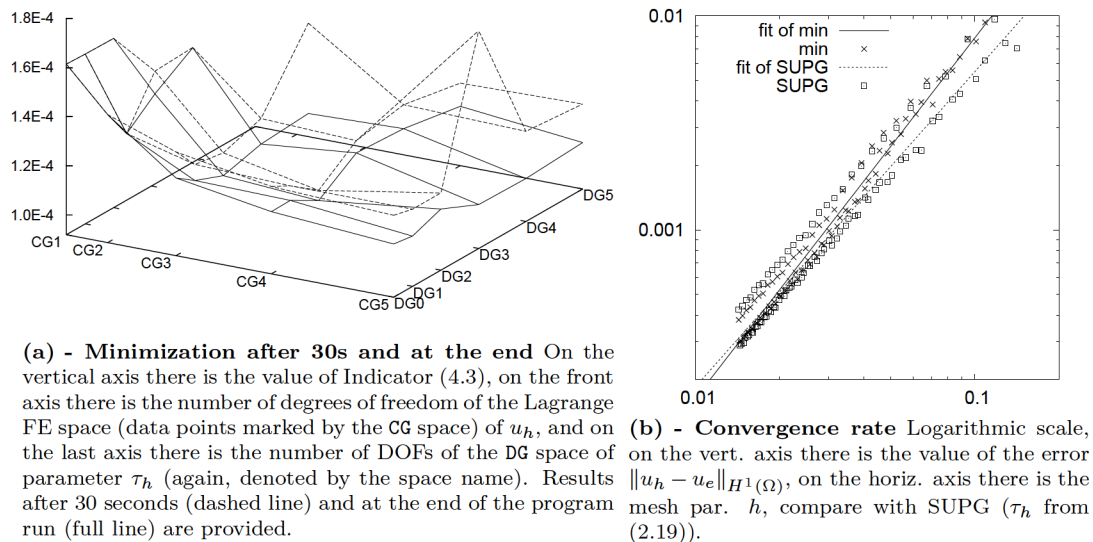 1.8E-4
1.6E-4
1.4E-4
1.2E-4
1.0E-4
CG1
CG2
CG3
CG4
CG5
DG0
DG1
DG2
DG3
DG4
DG5
(a) - Minimization after 30s and at the end On the
vertical axis there is the value of Indicator (4.3), on the front
axis there is the number of degrees of freedom of the Lagrange
FE space (data points marked by the CG space) of u_h, and on
the last axis there is the number of DOFs of the DG space of
parameter τ_h (again, denoted by the space name). Results
after 30 seconds (dashed line) and at the end of the program
run (full line) are provided.
0.01
0.001
0.01
0.1
fit of min
min
fit of SUPG
SUPG
(b) - Convergence rate Logarithmic scale,
on the vert. axis there is the value of the error
‖u_h − u_e‖_{H^1(Ω)}, on the horiz. axis there is the
mesh par. h, compare with SUPG (τ_h from
(2.19)).